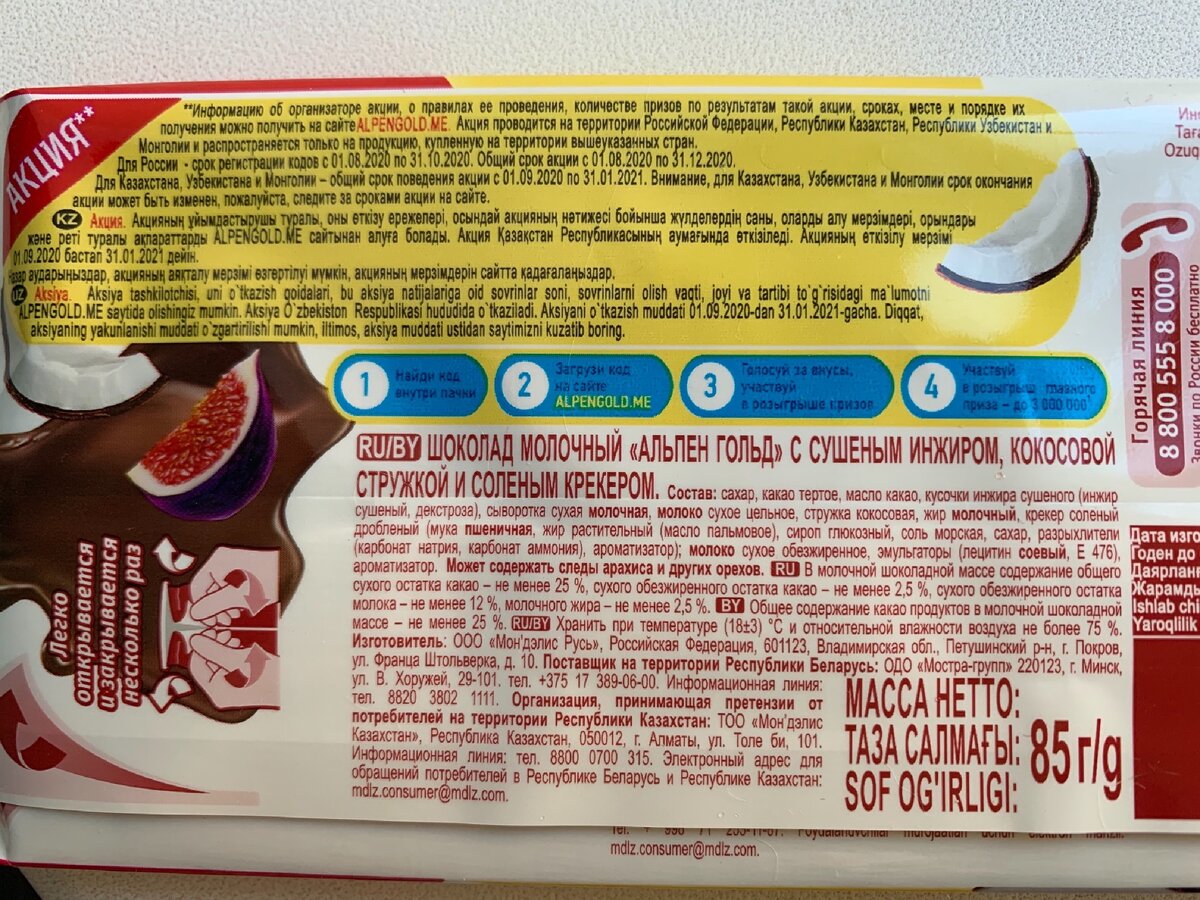 АКЦИЯ**
**Информацию об организаторе акции, о правилах ее проведения, количестве призов по результатам такой акции, сроках, месте и порядке их
получения можно получить на сайте ALPENGOLD.ME. Акция проводится на территории Российской Федерации, Республики Казахстан, Республики Узбекистан и
Монголии и распространяется только на продукцию, купленную на территории вышеуказанных стран.
Для России - срок регистрации кодов с 01.08.2020 по 31.10.2020. Общий срок акции с 01.08.2020 по 31.12.2020.
Для Казахстана, Узбекистана и Монголии – общий срок поведения акции с 01.09.2020 по 31.01.2021. Внимание, для Казахстана, Узбекистана и Монголии срок окончания
акции может быть изменен, пожалуйста, следите за сроками акции на сайте.
KZ Акция. Акцияның ұйымдастырушы туралы, оны өткізу ережелері, осындай акцияның нәтижесі бойынша жүлделердің саны, оларды алу мерзімдері, орындары
және реті туралы ақпараттарды ALPENGOLD.ME сайтынан алуға болады. Акция Қазақстан Республикасының аумағында өткізіледі. Акцияның өткізілу мерзімі
01.09.2020 бастап 31.01.2021 дейін.
Назар аударыңыздар, акцияның аяқталу мерзімі өзгертілуі мүмкін, акцияның мерзімдерін сайтта қадағалаңыздар.
UZ Aksiya. Aksiya tashkilotchisi, uni o`tkazish qoidalari, bu aksiya natijalariga oid sovrinlar soni, sovrinlarni olish vaqti, joyi va tartibi to`g`risidagi ma`lumotni
ALPENGOLD.ME saytida olishingiz mumkin. Aksiya O`zbekiston Respublikasi hududida o`tkaziladi. Aksiyani o`tkazish muddati 01.09.2020-dan 31.01.2021-gacha. Diqqat,
aksiyaning yakunlanishi muddati o`zgartirilishi mumkin, iltimos, aksiya muddati ustidan saytimizni kuzatib boring.
1 Найди код
внутри пачки
2 Загрузи код
на сайте
ALPENGOLD.ME
3 Голосуй за вкусы,
участвуй
в розыгрыше призов
4 Участвуй
в розыгрыш главного
приза – до 3 000 000
RU/BY ШОКОЛАД МОЛОЧНЫЙ «АЛЬПЕН ГОЛЬД» С СУШЕНЫМ ИНЖИРОМ, КОКОСОВОЙ
СТРУЖКОЙ И СОЛЕНЫМ КРЕКЕРОМ. Состав: сахар, какао тертое, масло какао, кусочки инжира сушеного (инжир
сушеный, декстроза), сыворотка сухая молочная, молоко сухое цельное, стружка кокосовая, жир молочный, крекер соленый
дробленый (мука пшеничная, жир растительный (масло пальмовое), сироп глюкозный, соль морская, сахар, разрыхлители
(карбонат натрия, карбонат аммония), ароматизатор); молоко сухое обезжиренное, эмульгаторы (лецитин соевый, Е 476),
ароматизатор. Может содержать следы арахиса и других орехов. RU В молочной шоколадной массе содержание общего
сухого остатка какао – не менее 25 %, сухого обезжиренного остатка какао – не менее 2,5 %, сухого обезжиренного остатка
молока – не менее 12 %, молочного жира – не менее 2,5 %. BY Общее содержание какао продуктов в молочной шоколадной
массе – не менее 25 %. RU/BY Хранить при температуре (18±3) °С и относительной влажности воздуха не более 75 %.
Изготовитель: ООО «Мон'дэлис Русь», Российская Федерация, 601123, Владимирская обл., Петушинский р-н, г. Покров,
ул. Франца Штольверка, д. 10. Поставщик на территории Республики Беларусь: ОДО «Мостра-групп» 220123, г. Минск,
ул. В. Хоружей, 29-101. тел. +375 17 389-06-00. Информационная линия:
тел. 8820 3802 1111. Организация, принимающая претензии от
потребителей на территории Республики Казахстан: ТОО «Мон'дэлис
Казахстан», Республика Казахстан, 050012, г. Алматы, ул. Толе би, 101.
Информационная линия: тел. 8800 0700 315. Электронный адрес для
обращений потребителей в Республике Беларусь и Республике Казахстан:
mdlz.consumer@mdlz.com.
МАССА НЕТТО:
ТАЗА САЛМАҒЫ:
SOF OG'IRLIGI:
85 г/g
Легко
открывается
и закрывается
несколько раз
Горячая линия
8 800 555 8 000
Звонки по России бесплатно
Дата изго
Годен до
Даярланғ
Жарамды
Ishlab chi
Yaroqlilik
mdlz.consumer@mdlz.com.